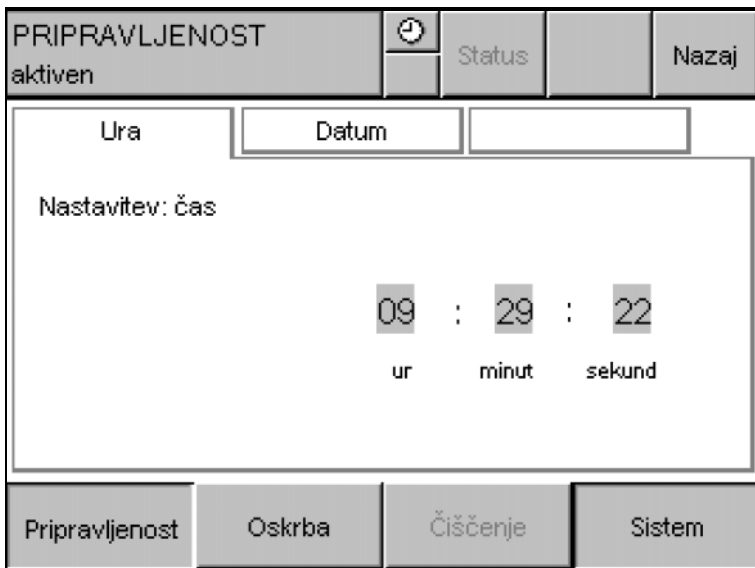 PRIPRAVLJENOST
aktiven
Status
Nazaj
Ura
Datum
Nastavitev: čas
09 : 29 : 22
ur minut sekund
Pripravljenost
Oskrba
Čiščenje
Sistem